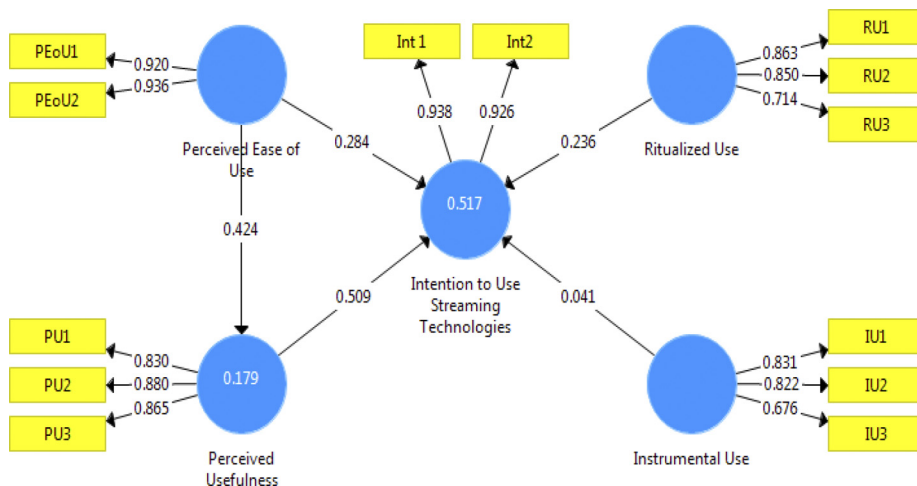 PEoU1
PEoU2
0.920
0.936
Perceived Ease of
Use
Int 1
Int2
0.938
0.926
RU1
RU2
RU3
0.863
0.850
0.714
Ritualized Use
0.284
0.236
0.424
0.517
Intention to Use
Streaming
Technologies
0.509
0.041
PU1
PU2
PU3
0.830
0.880
0.865
0.179
Perceived
Usefulness
IU1
IU2
IU3
0.831
0.822
0.676
Instrumental Use